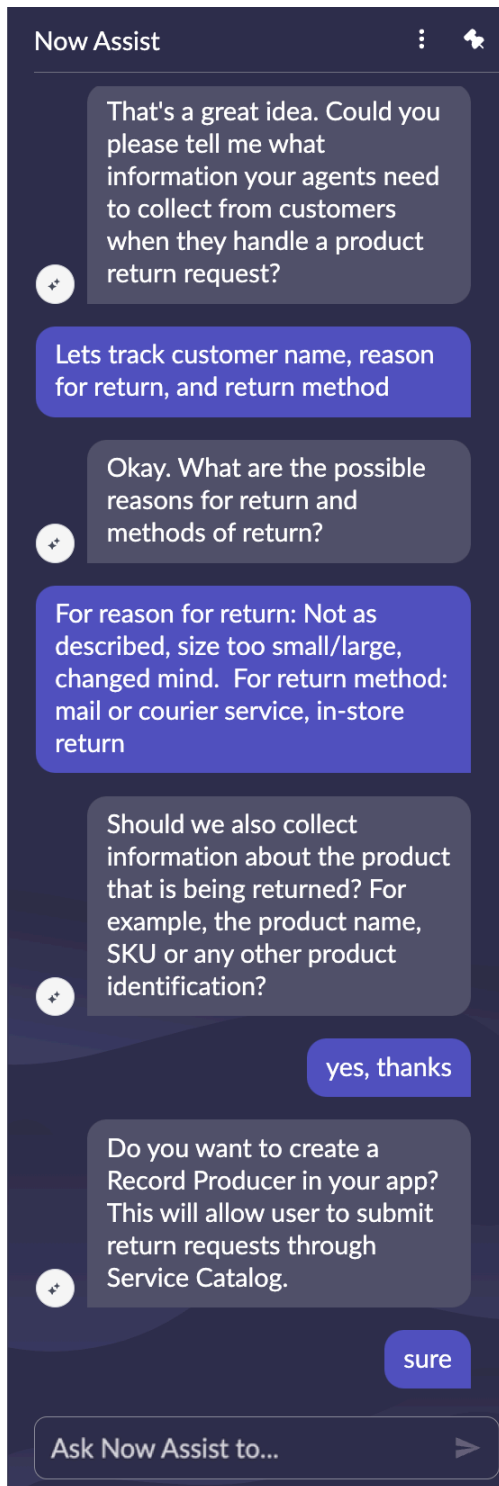 Now Assist
That's a great idea. Could you
please tell me what
information your agents need
to collect from customers
when they handle a product
return request?
Lets track customer name, reason
for return, and return method
Okay. What are the possible
reasons for return and
methods of return?
For reason for return: Not as
described, size too small/large,
changed mind.  For return method:
mail or courier service, in-store
return
Should we also collect
information about the product
that is being returned? For
example, the product name,
SKU or any other product
identification?
yes, thanks
Do you want to create a
Record Producer in your app?
This will allow user to submit
return requests through
Service Catalog.
sure
Ask Now Assist to...